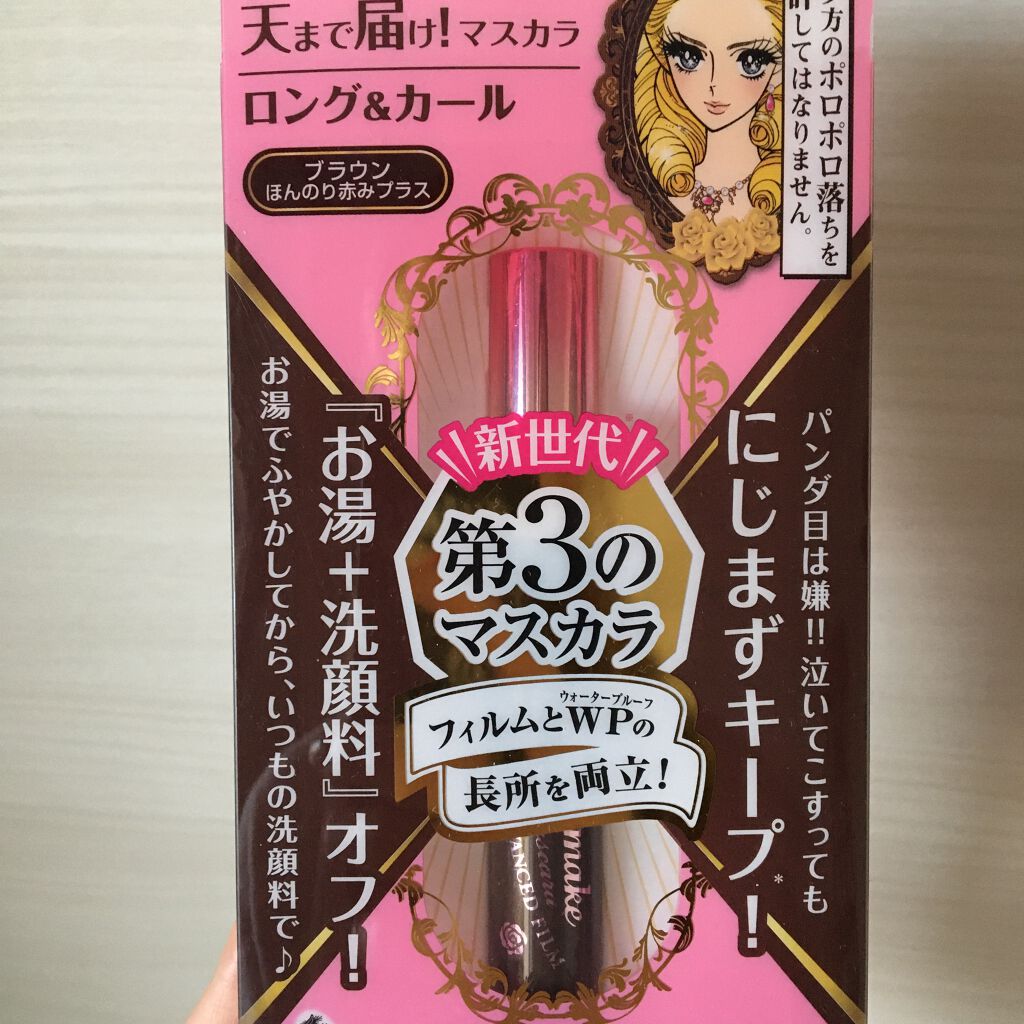 天まで届け!マスカラ
ロング&カール
ブラウン
ほんのり赤みプラス
方のポロポロ落ちを
許してはなりません。
パンダ目は嫌!!泣いてこすっても
にじまずキープ!*
新世代※
第3の
マスカラ
ウォータープルーフ
フィルムとWPの
長所を両立!
『お湯+洗顔料』オフ!
お湯でふやかしてから、いつもの洗顔料で♪
make
ANCED FILM